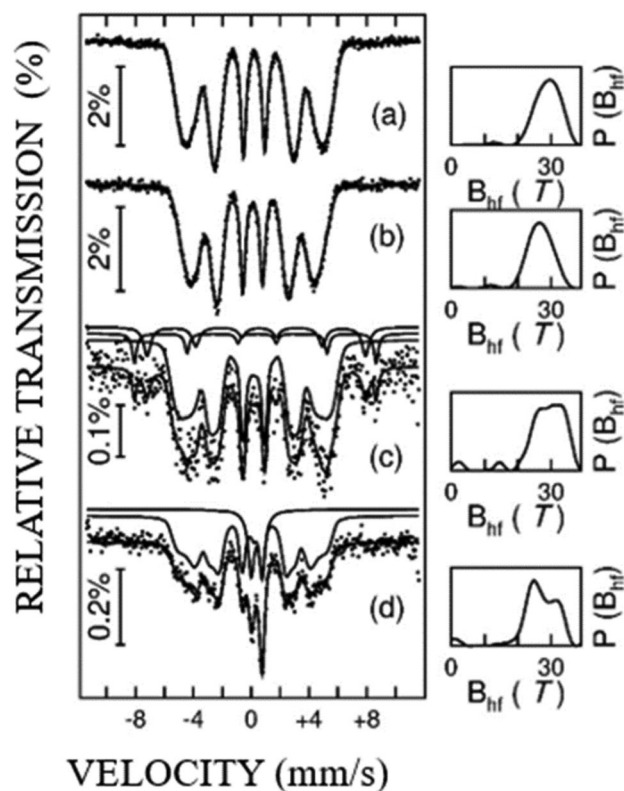 RELATIVE TRANSMISSION (%)
2%
(a)
2%
(b)
0.1%
(c)
0.2%
(d)
-8 -4 0 +4 +8
VELOCITY (mm/s)
P (Bhf)
0 30
Bhf ( T )
P (Bhf)
0 30
Bhf ( T )
P (Bhf)
0 30
Bhf ( T )
P (Bhf)
0 30
Bhf ( T )